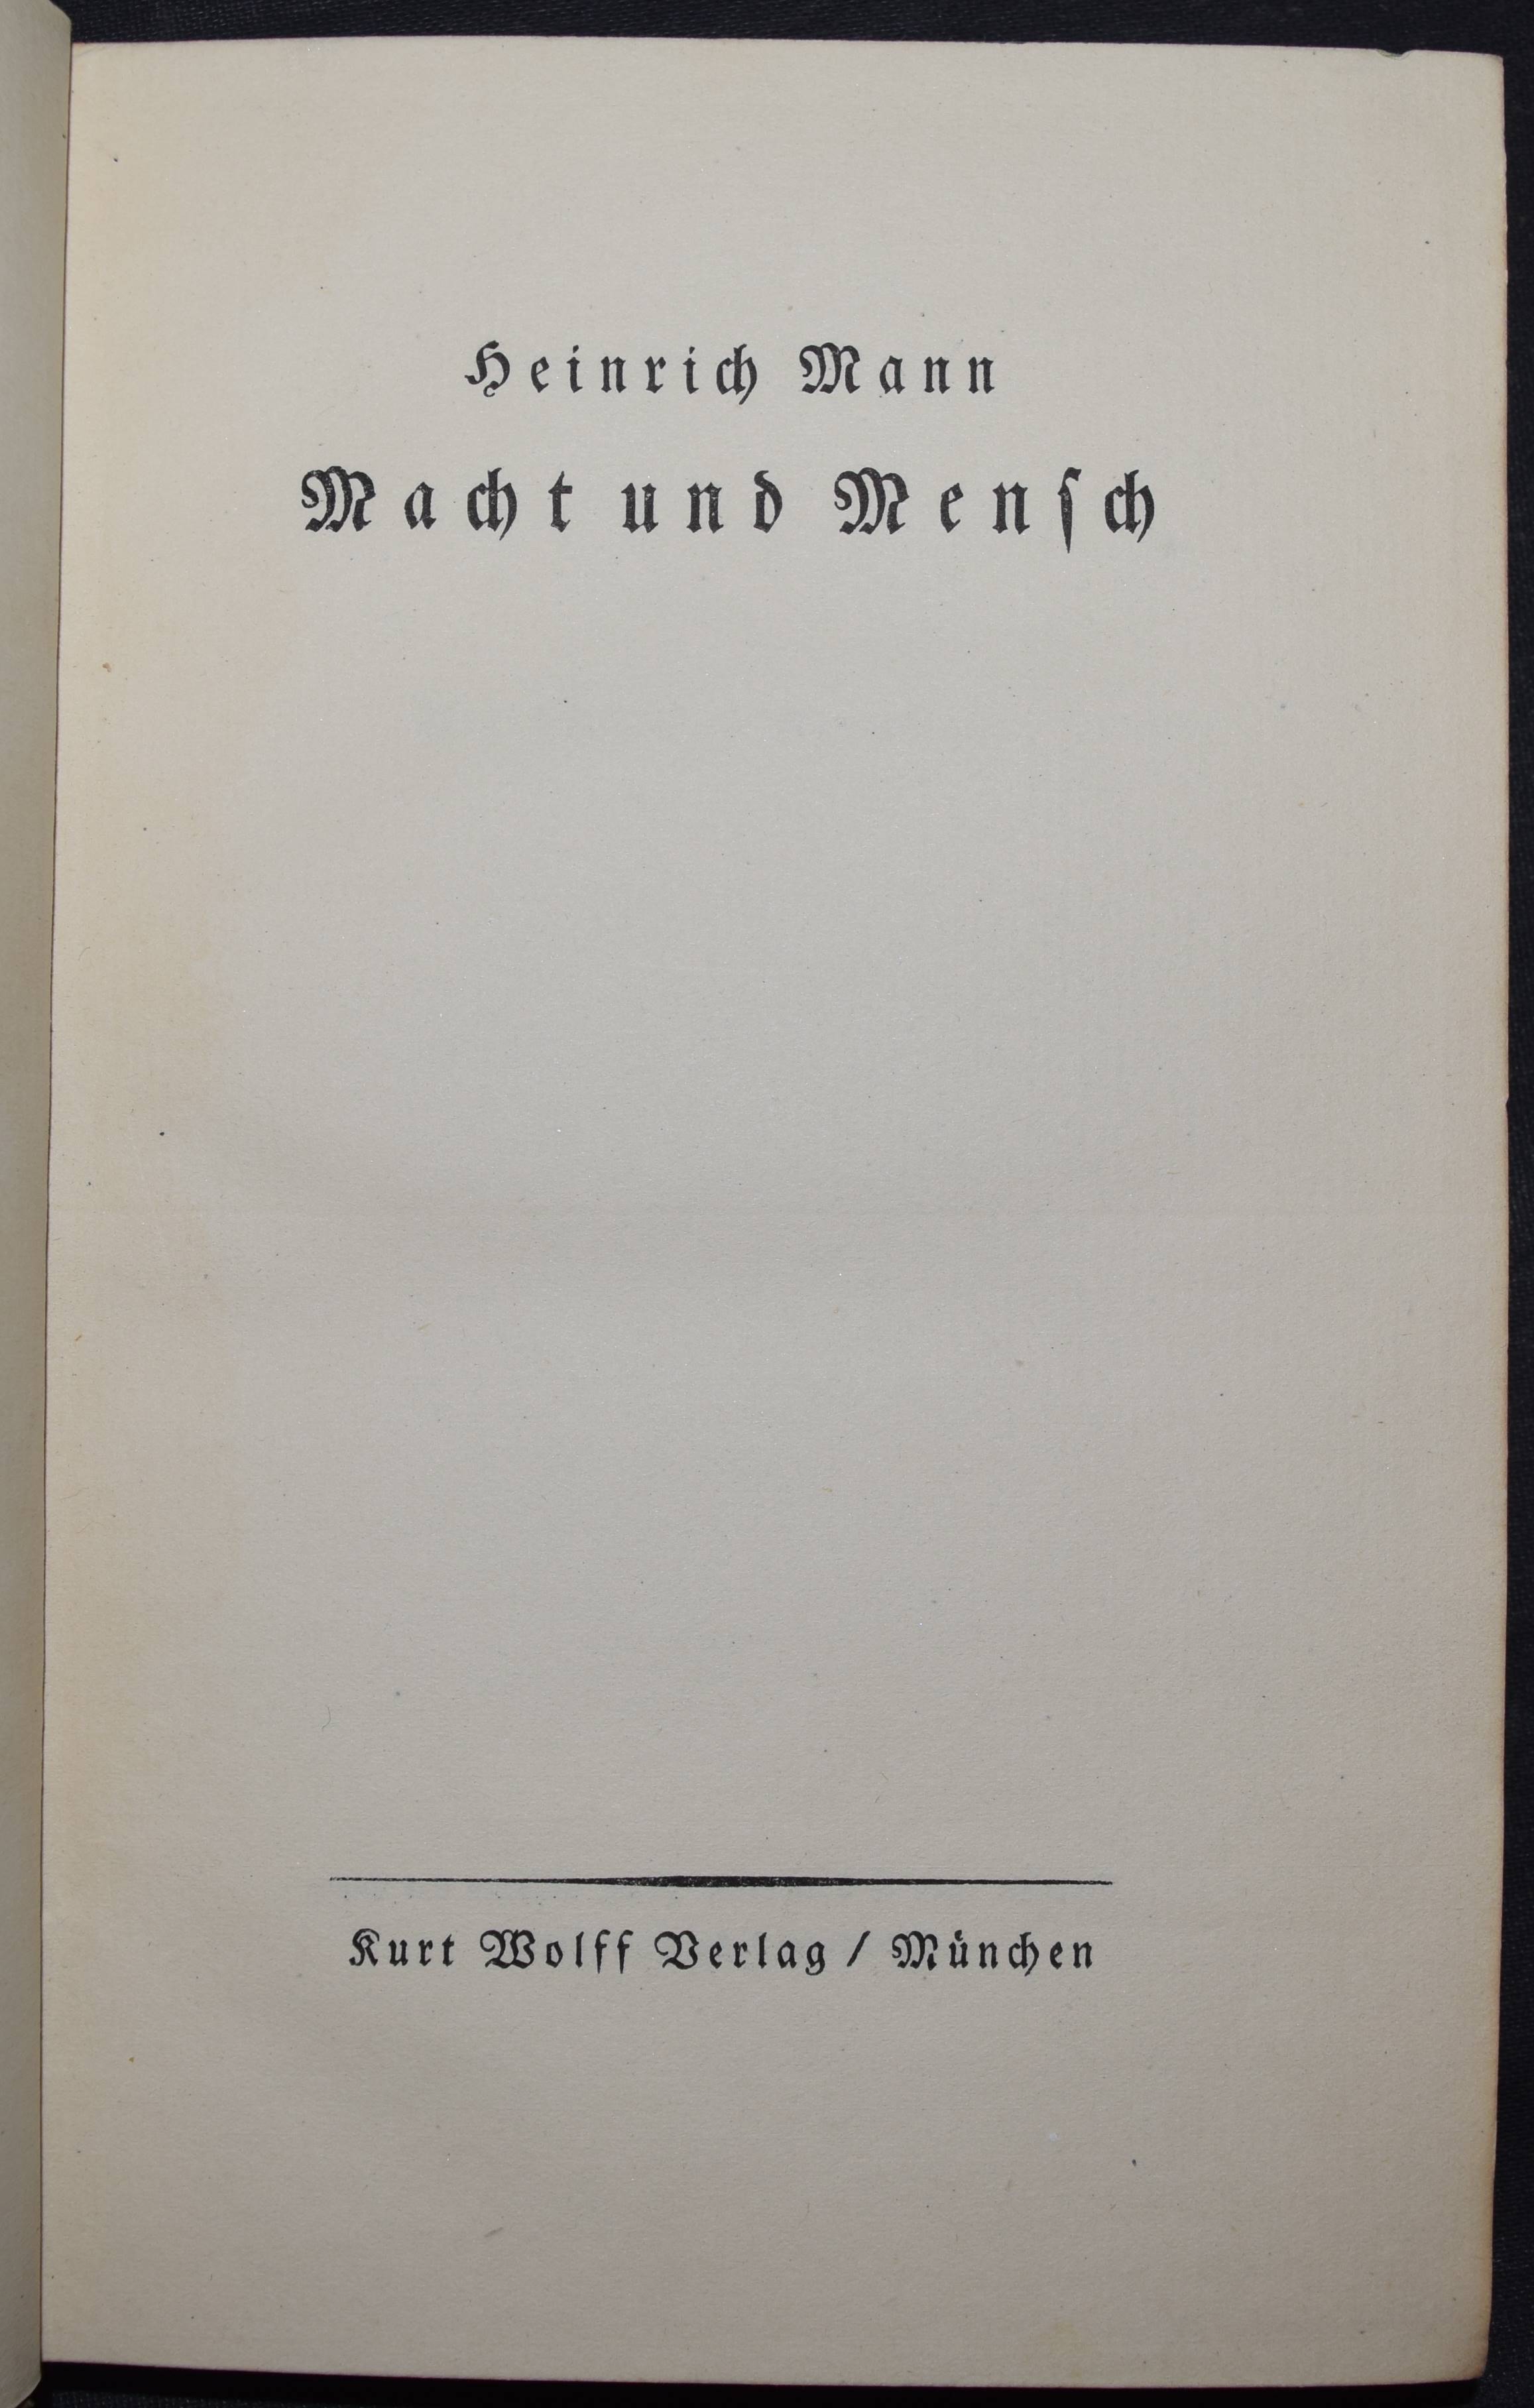 Heinrich Mann
Macht und Menſch
Kurt Wolff Verlag / München